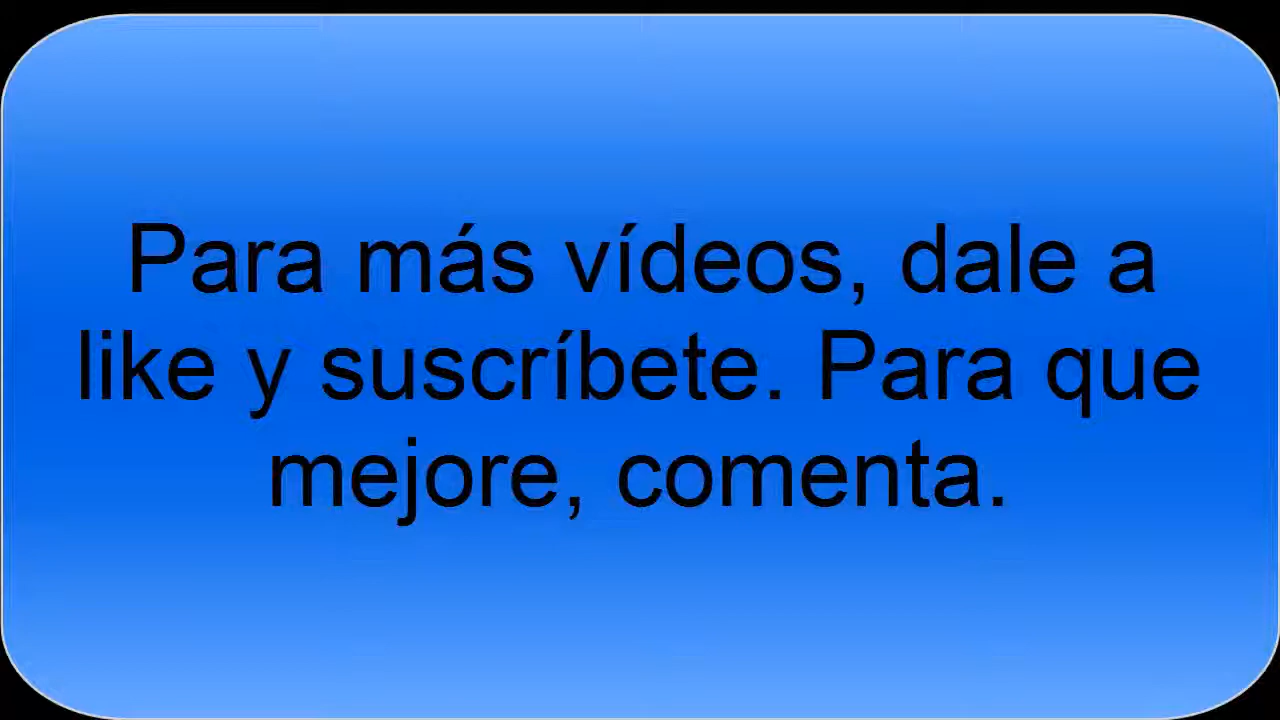 Para más vídeos, dale a
like y suscríbete. Para que
mejore, comenta.